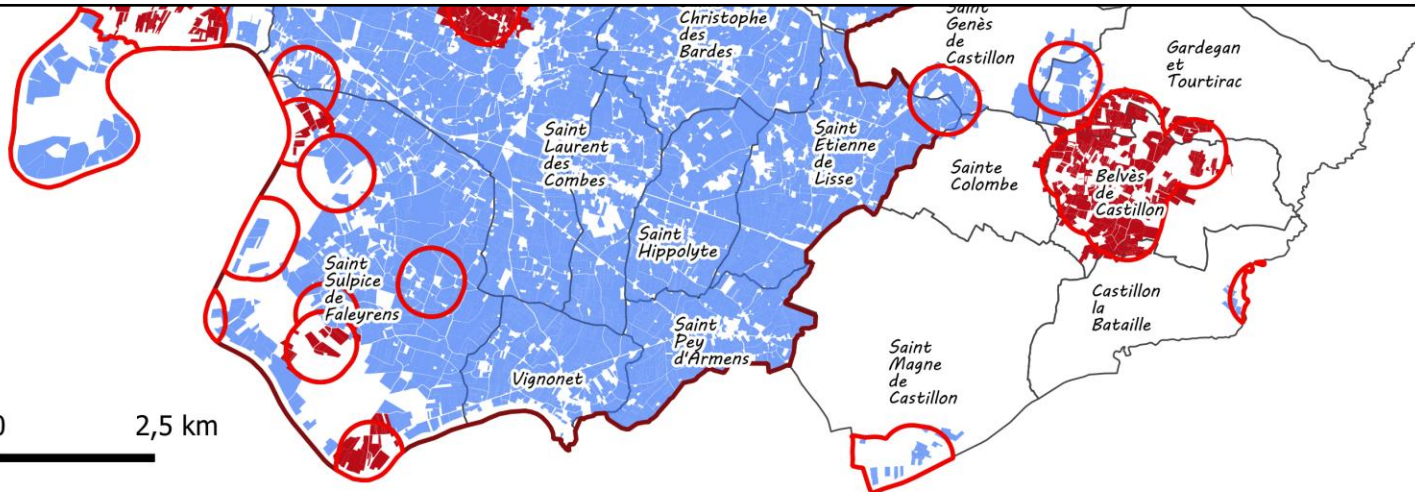 Christophe
des
Bardes
Saint
Genès
de
Castillon
Gardegan
et
Tourtirac
Saint
Laurent
des
Combes
Saint
Etienne
de
Lisse
Sainte
Colombe
Belvès
de
Castillon
Saint
Hippolyte
Saint
Sulpice
de
Faleyrens
Castillon
la
Bataille
Saint
Pey
d'Armens
Saint
Magne
de
Castillon
Vignonet
0 2,5 km